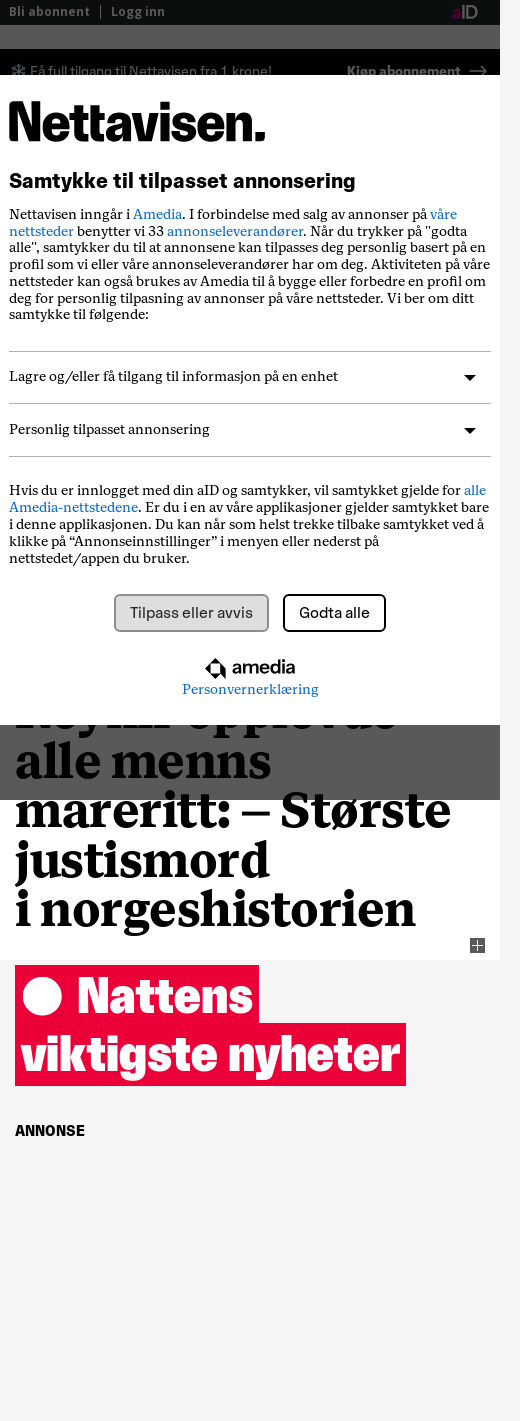 Bli abonnent
Logg inn
aID
Få full tilgang til Nettavisen fra 1 krone!
Kjøp abonnement
Nettavisen.
Samtykke til tilpasset annonsering
Nettavisen inngår i Amedia. I forbindelse med salg av annonser på våre
nettsteder benytter vi 33 annonseleverandører. Når du trykker på "godta
alle", samtykker du til at annonsene kan tilpasses deg personlig basert på en
profil som vi eller våre annonseleverandører har om deg. Aktiviteten på våre
nettsteder kan også brukes av Amedia til å bygge eller forbedre en profil om
deg for personlig tilpasning av annonser på våre nettsteder. Vi ber om ditt
samtykke til følgende:
Lagre og/eller få tilgang til informasjon på en enhet
Personlig tilpasset annonsering
Hvis du er innlogget med din aID og samtykker, vil samtykket gjelde for alle
Amedia-nettstedene. Er du i en av våre applikasjoner gjelder samtykket bare
i denne applikasjonen. Du kan når som helst trekke tilbake samtykket ved å
klikke på “Annonseinnstillinger” i menyen eller nederst på
nettstedet/appen du bruker.
Tilpass eller avvis
Godta alle
amedia
Personvernerklæring
alle menns
mareritt: – Største
justismord
i norgeshistorien
Nattens
viktigste nyheter
ANNONSE